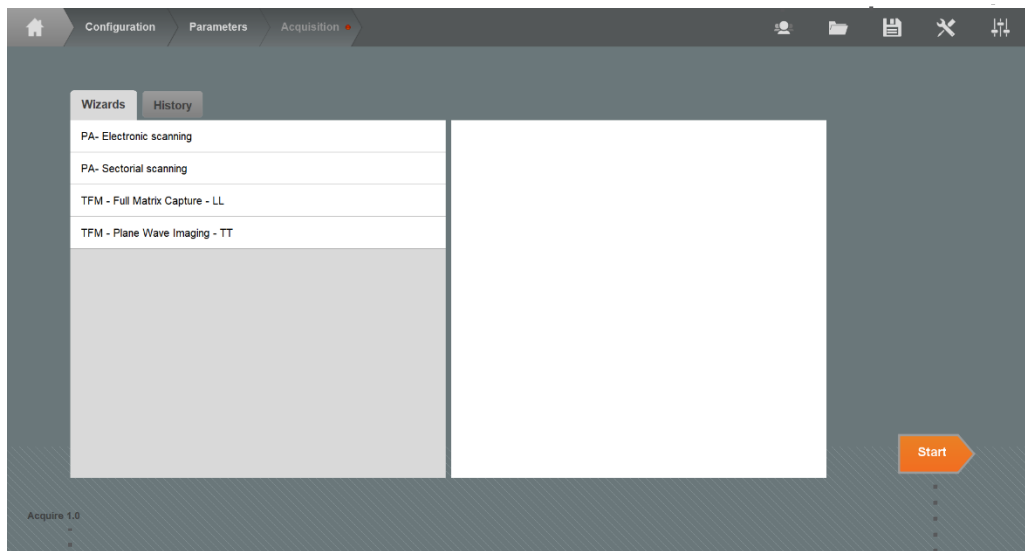 Configuration Parameters Acquisition
Wizards History
PA- Electronic scanning
PA- Sectorial scanning
TFM - Full Matrix Capture - LL
TFM - Plane Wave Imaging - TT
Start
Acquire 1.0